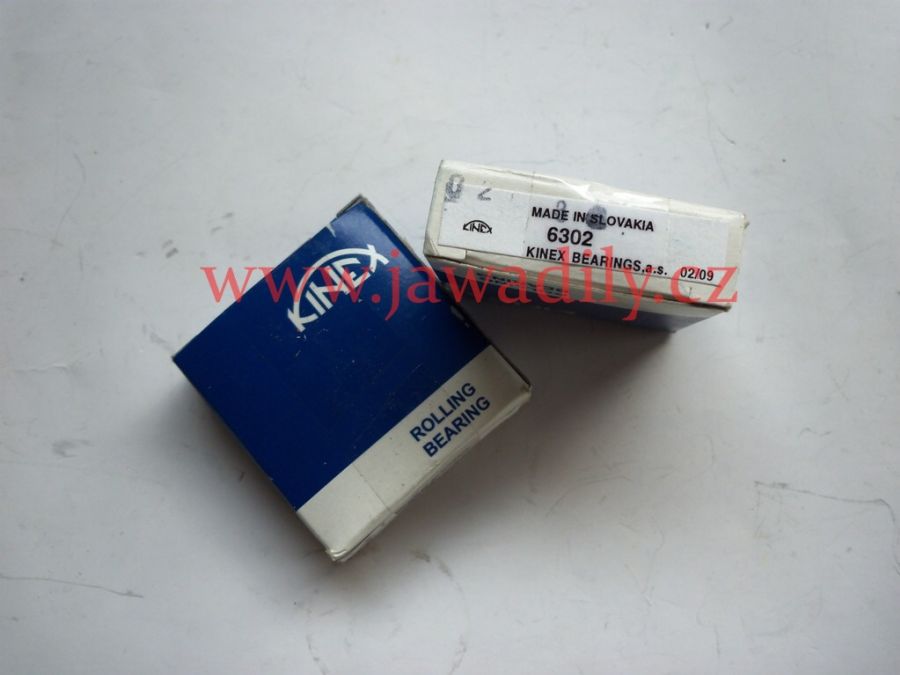 KINEX
ROLLING
BEARING
KINEX
MADE IN SLOVAKIA
6302
KINEX BEARINGS,a.s. 02/09
www.jawadily.cz